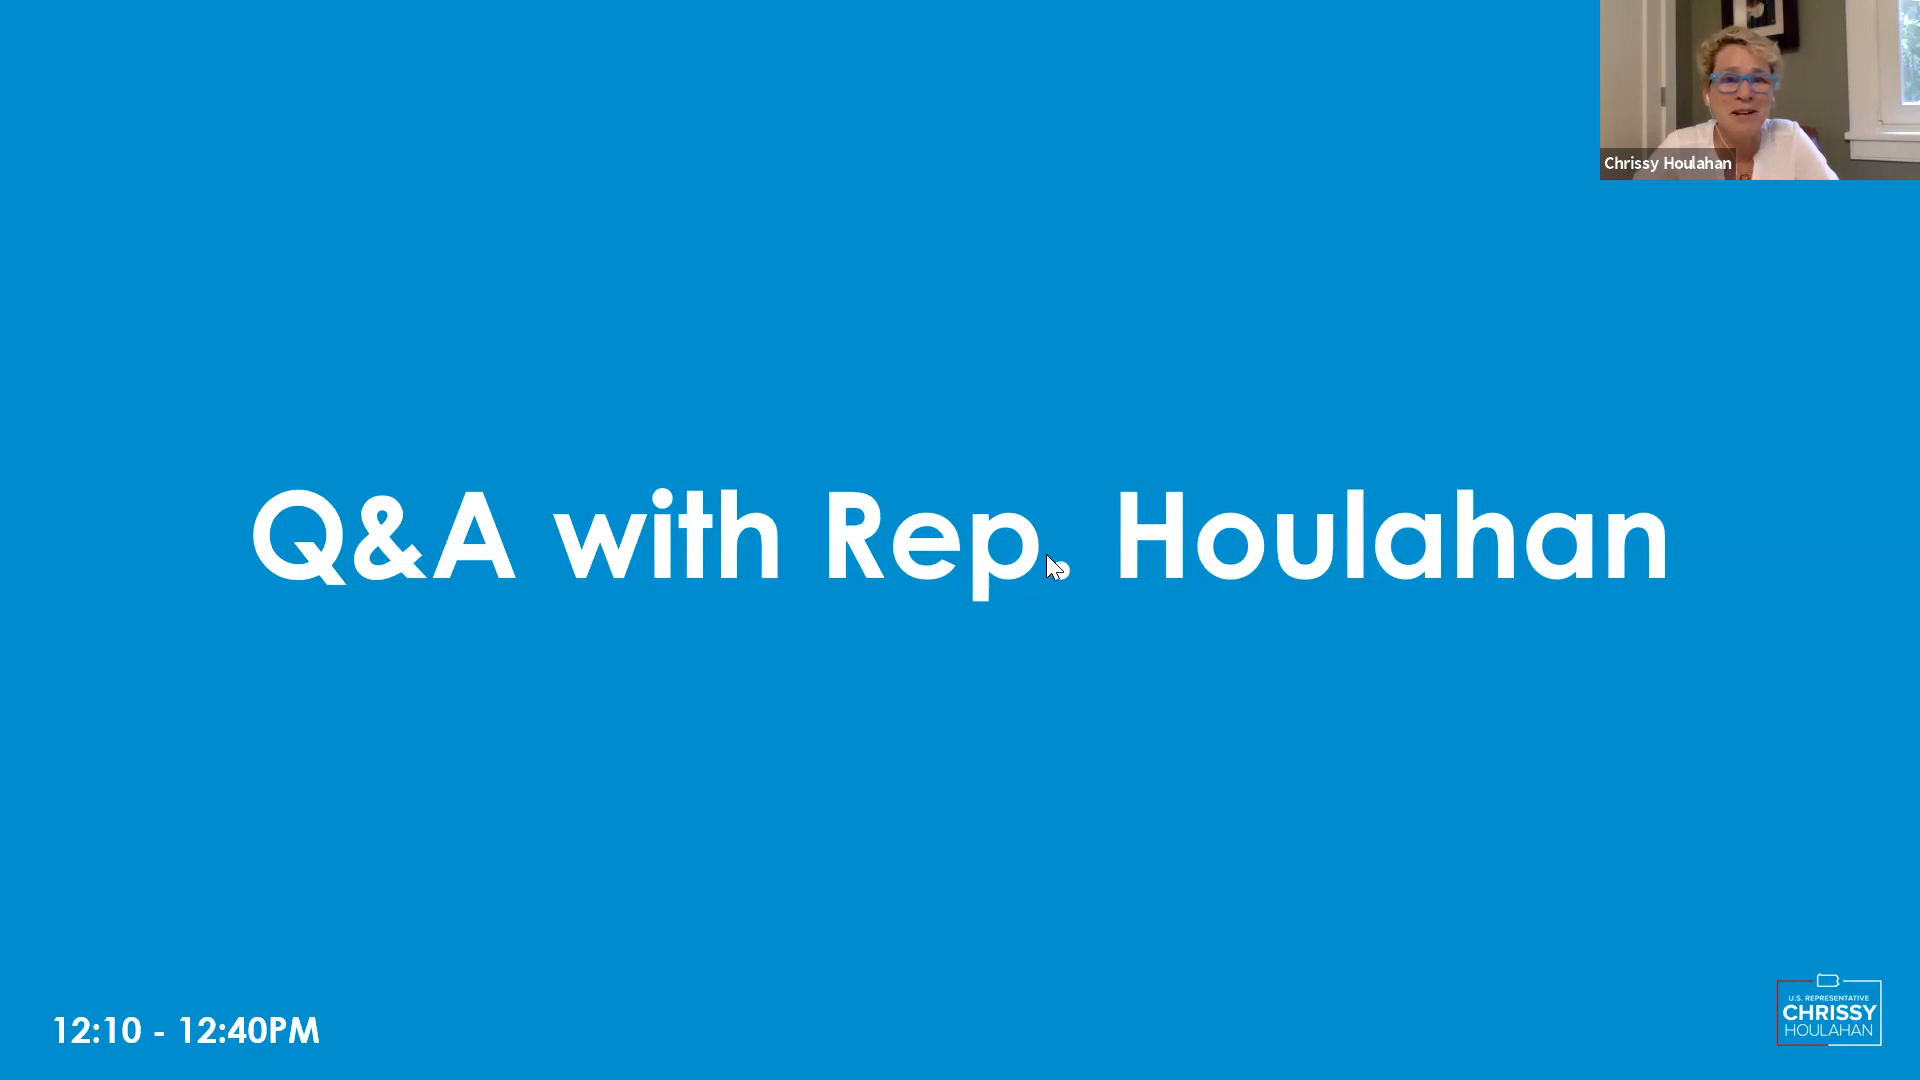 Chrissy Houlahan
Q&A with Rep. Houlahan
12:10 - 12:40PM
U.S. REPRESENTATIVE
CHRISSY
HOULAHAN